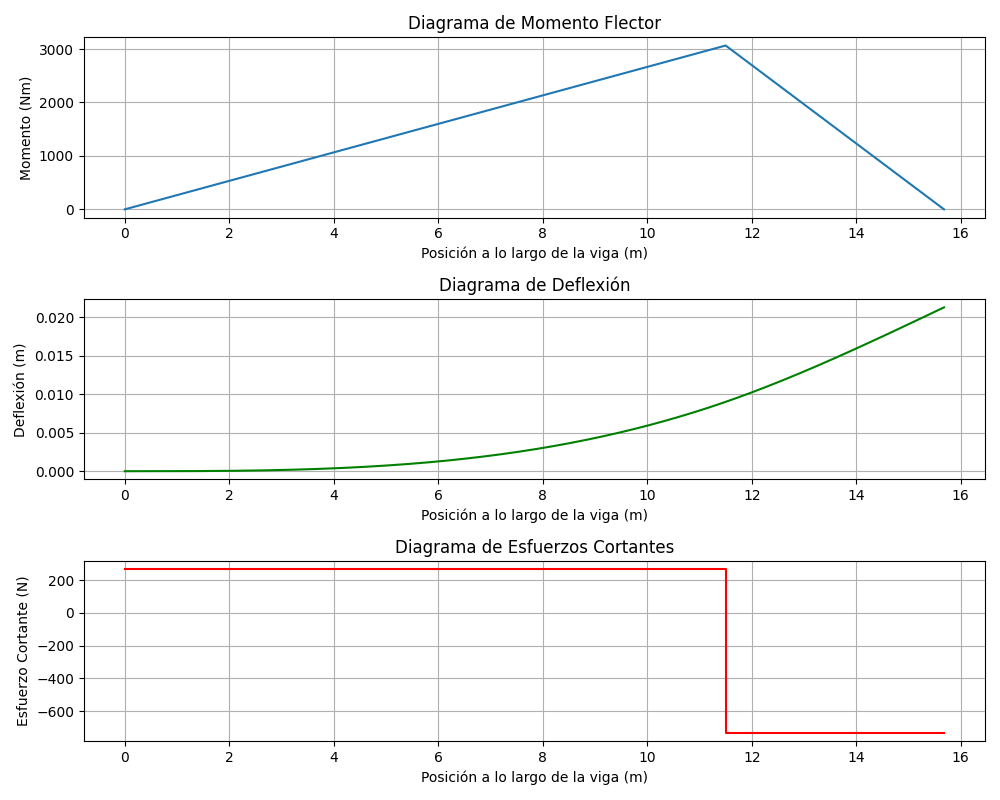 Diagrama de Momento Flector
Momento (Nm)
3000
2000
1000
0
0 2 4 6 8 10 12 14 16
Posición a lo largo de la viga (m)
Diagrama de Deflexión
Deflexión (m)
0.020
0.015
0.010
0.005
0.000
0 2 4 6 8 10 12 14 16
Posición a lo largo de la viga (m)
Diagrama de Esfuerzos Cortantes
Esfuerzo Cortante (N)
200
0
−200
−400
−600
0 2 4 6 8 10 12 14 16
Posición a lo largo de la viga (m)